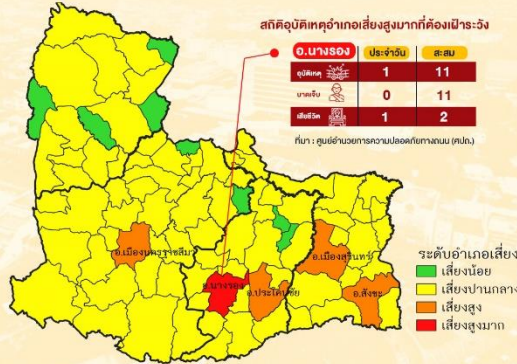 สถิติอุบัติเหตุอำเภอเสี่ยงสูงมากที่ต้องเฝ้าระวัง
อ.นางรอง ประจำวัน สะสม
อุบัติเหตุ 1 11
บาดเจ็บ 0 11
เสียชีวิต 1 2
ที่มา : ศูนย์อำนวยการความปลอดภัยทางถนน (ศปถ.)
อ.เมืองนครราชสีมา
อ.เมืองสุรินทร์
อ.นางรอง
อ.ประโคนชัย
อ.สังขะ
ระดับอำเภอเสี่ยง
เสี่ยงน้อย
เสี่ยงปานกลาง
เสี่ยงสูง
เสี่ยงสูงมาก